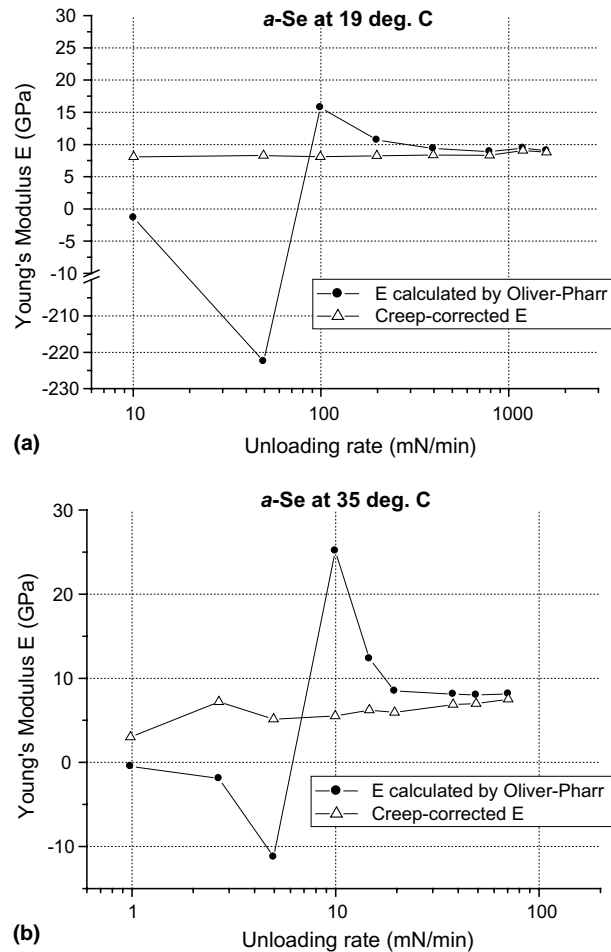 a-Se at 19 deg. C
30
25
20
15
10
5
0
-5
-10
-210
-220
-230
Young's Modulus E (GPa)
E calculated by Oliver-Pharr
Creep-corrected E
10
100
1000
Unloading rate (mN/min)
(a)
a-Se at 35 deg. C
30
20
10
0
-10
Young's Modulus E (GPa)
E calculated by Oliver-Pharr
Creep-corrected E
1
10
100
Unloading rate (mN/min)
(b)